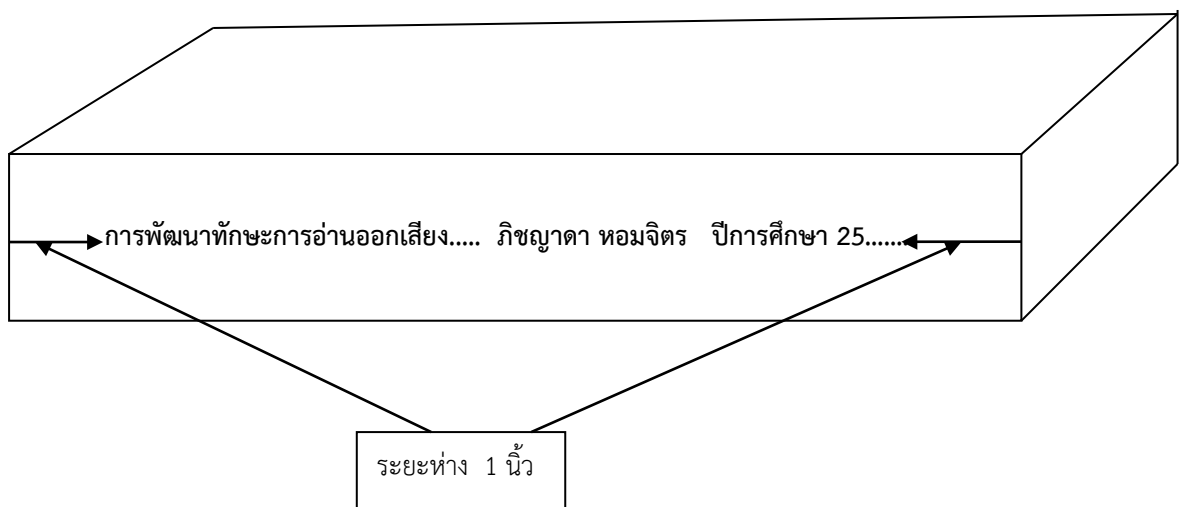 การพัฒนาทักษะการอ่านออกเสียง..... ภิชญาดา หอมจิตร ปีการศึกษา 25......
ระยะห่าง 1 นิ้ว